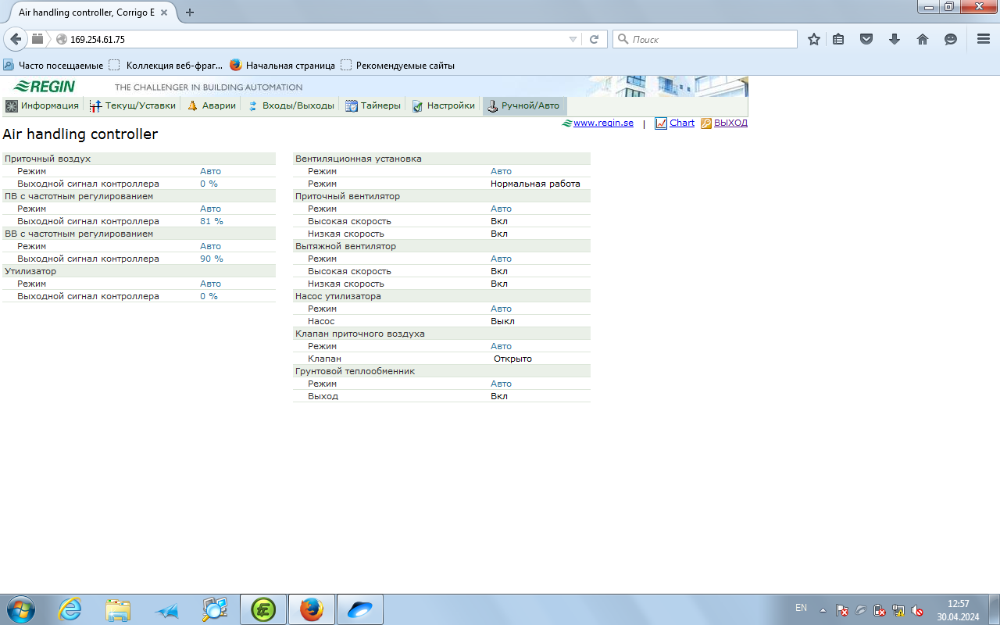 Air handling controller, Corrigo E
169.254.61.75
Поиск
Часто посещаемые Коллекция веб-фраг... Начальная страница Рекомендуемые сайты
REGIN THE CHALLENGER IN BUILDING AUTOMATION
Информация Текущ/Уставки Аварии Входы/Выходы Таймеры Настройки Ручной/Авто
www.regin.se | Chart ВЫХОД
Air handling controller
Приточный воздух
Режим Авто
Выходной сигнал контроллера 0 %
ПВ с частотным регулированием
Режим Авто
Выходной сигнал контроллера 81 %
ВВ с частотным регулированием
Режим Авто
Выходной сигнал контроллера 90 %
Утилизатор
Режим Авто
Выходной сигнал контроллера 0 %
Вентиляционная установка
Режим Авто
Режим Нормальная работа
Приточный вентилятор
Режим Авто
Высокая скорость Вкл
Низкая скорость Вкл
Вытяжной вентилятор
Режим Авто
Высокая скорость Вкл
Низкая скорость Вкл
Насос утилизатора
Режим Авто
Насос Выкл
Клапан приточного воздуха
Режим Авто
Клапан Открыто
Грунтовой теплообменник
Режим Авто
Выход Вкл
EN
12:57
30.04.2024